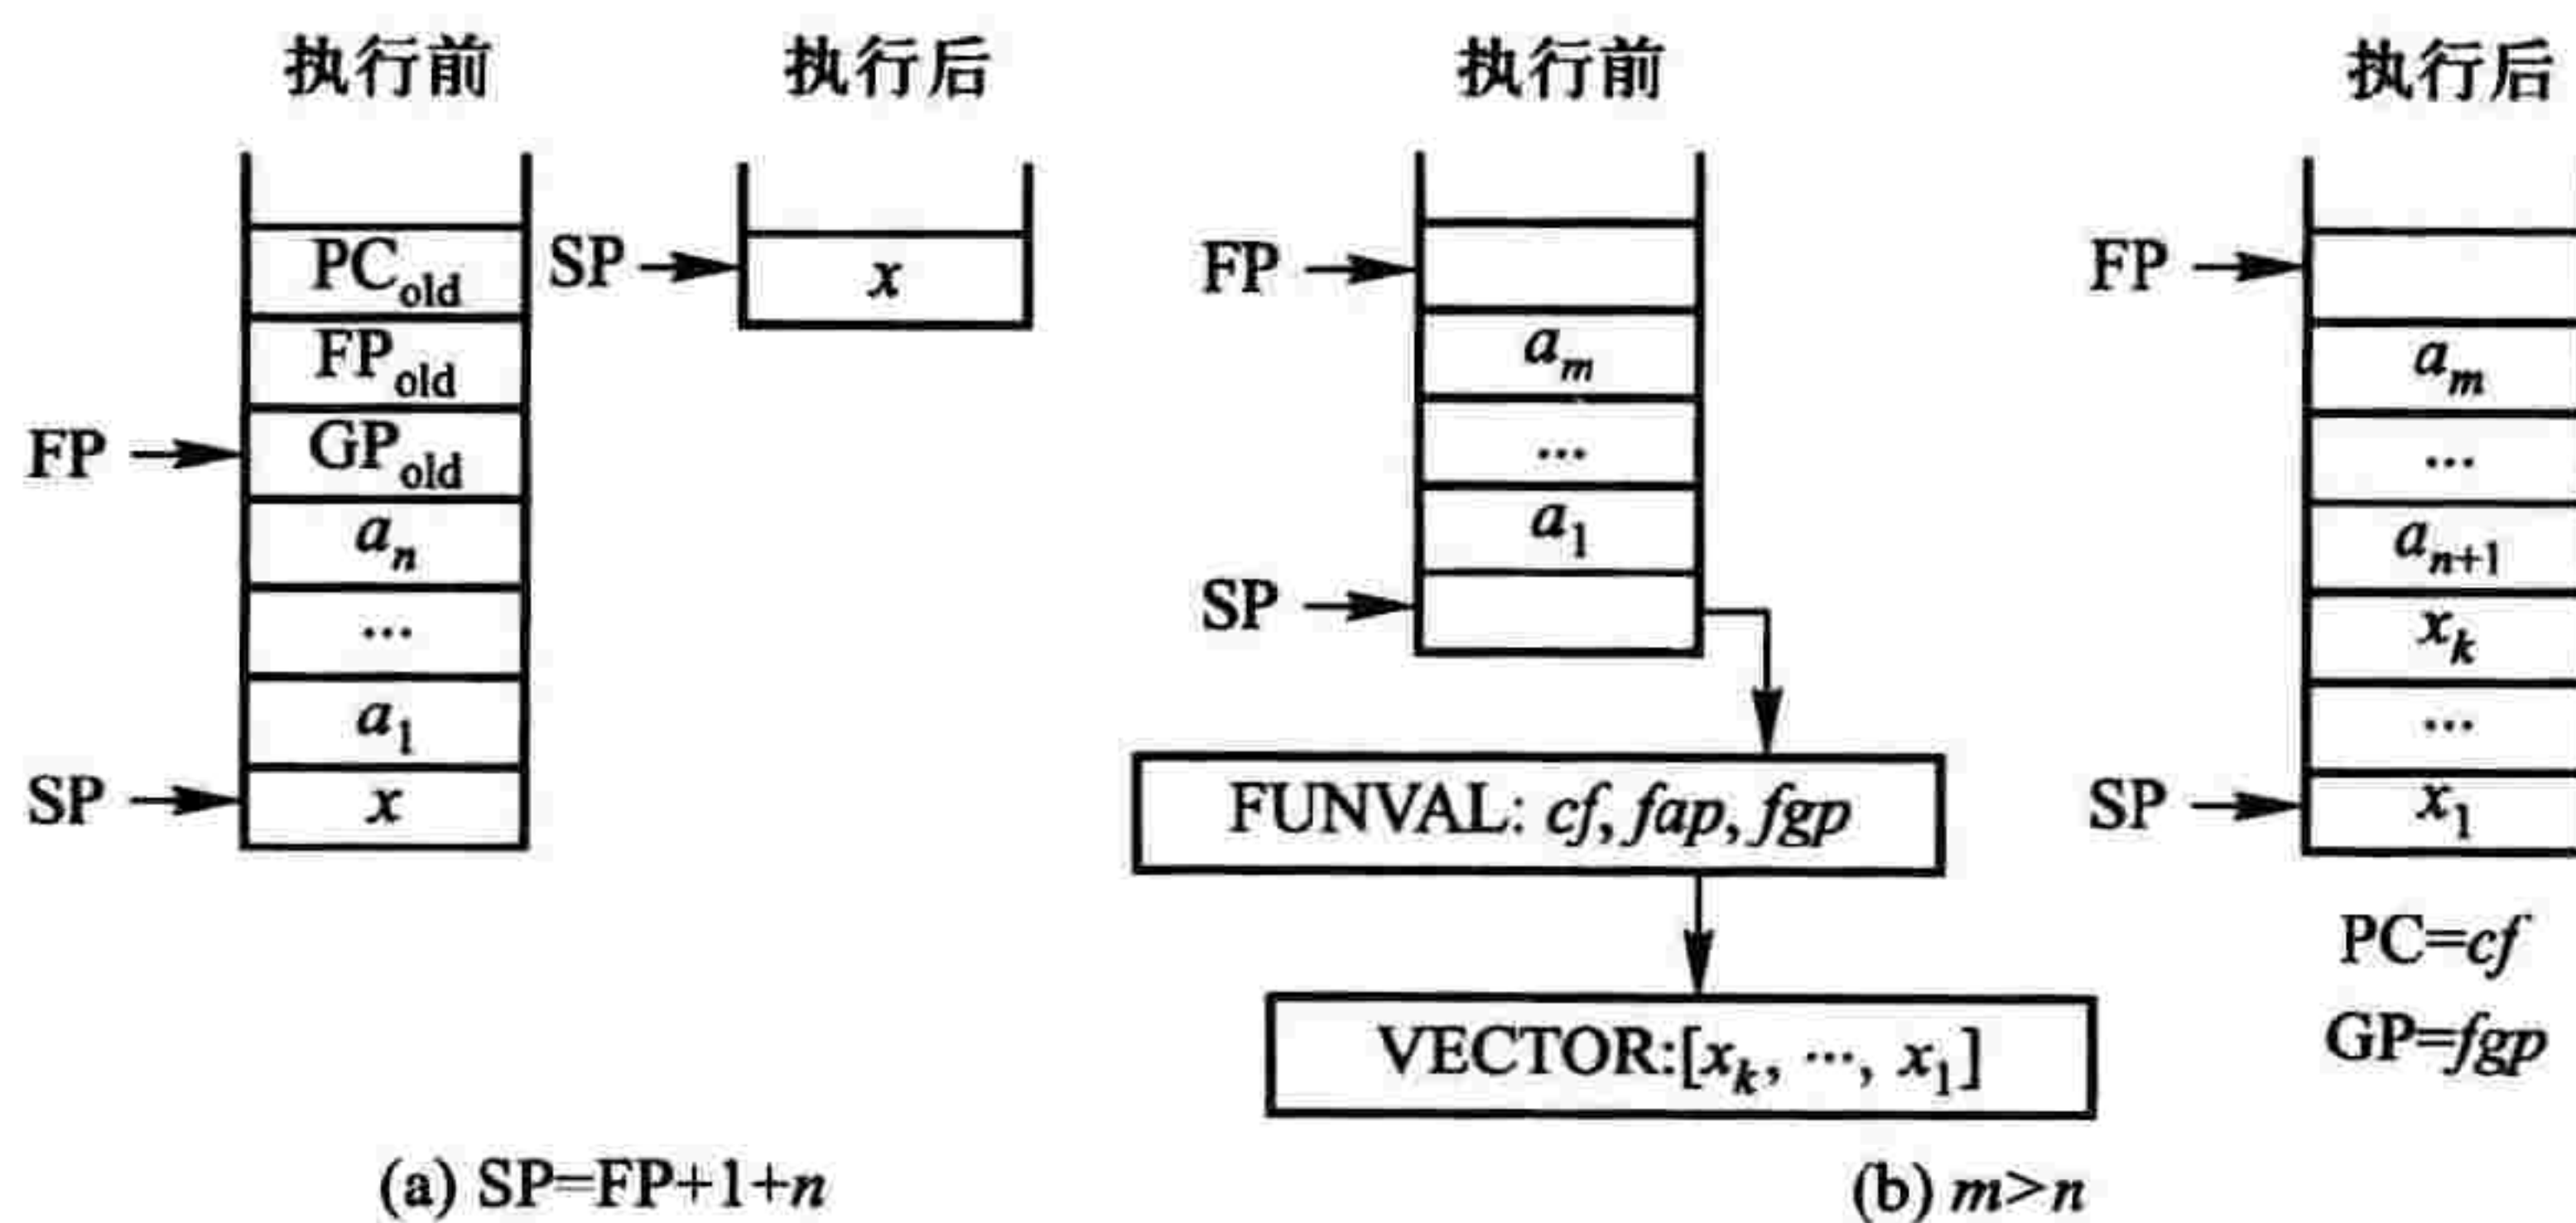 执行前 执行后 执行前 执行后
PC_old
FP_old
FP GP_old
a_n
...
a_1
SP x
SP x
FP
a_m
...
a_1
SP
FUNVAL: cf, fap, fgp
VECTOR:[x_k, ..., x_1]
FP
a_m
...
a_{n+1}
x_k
...
SP x_1
PC=cf
GP=fgp
(a) SP=FP+1+n
(b) m>n